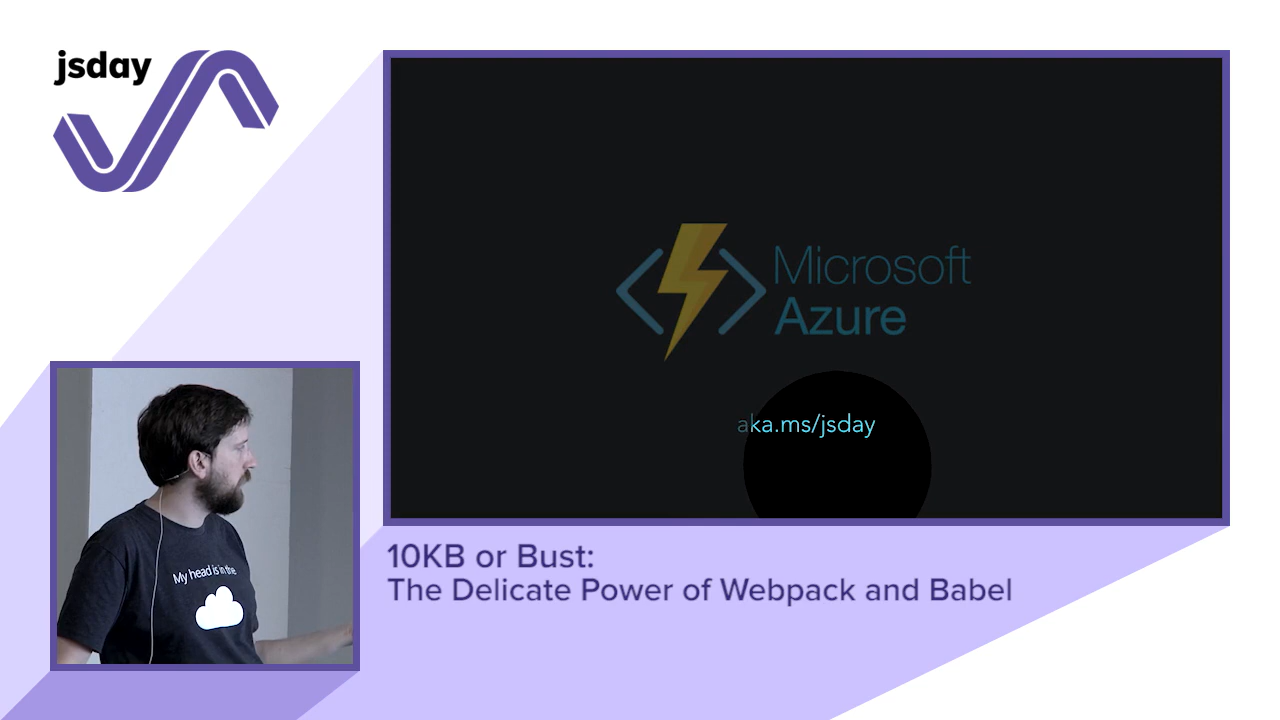 jsday
Microsoft
Azure
aka.ms/jsday
My head is in the
10KB or Bust:
The Delicate Power of Webpack and Babel